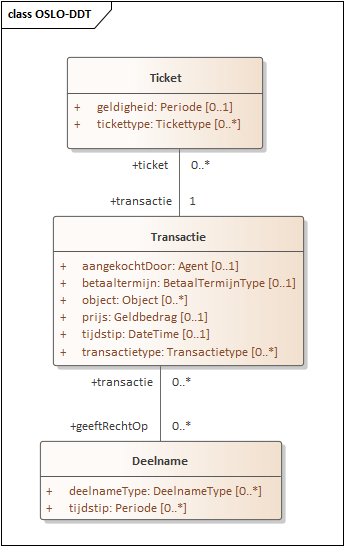 class OSLO-DDT
Ticket
+ geldigheid: Periode [0..1]
+ tickettype: Tickettype [0..*]
+ticket 0..*
+transactie 1
Transactie
+ aangekochtDoor: Agent [0..1]
+ betaaltermijn: BetaalTermijnType [0..1]
+ object: Object [0..*]
+ prijs: Geldbedrag [0..1]
+ tijdstip: DateTime [0..1]
+ transactietype: Transactietype [0..*]
+transactie 0..*
+geeftRechtOp 0..*
Deelname
+ deelnameType: DeelnameType [0..*]
+ tijdstip: Periode [0..*]